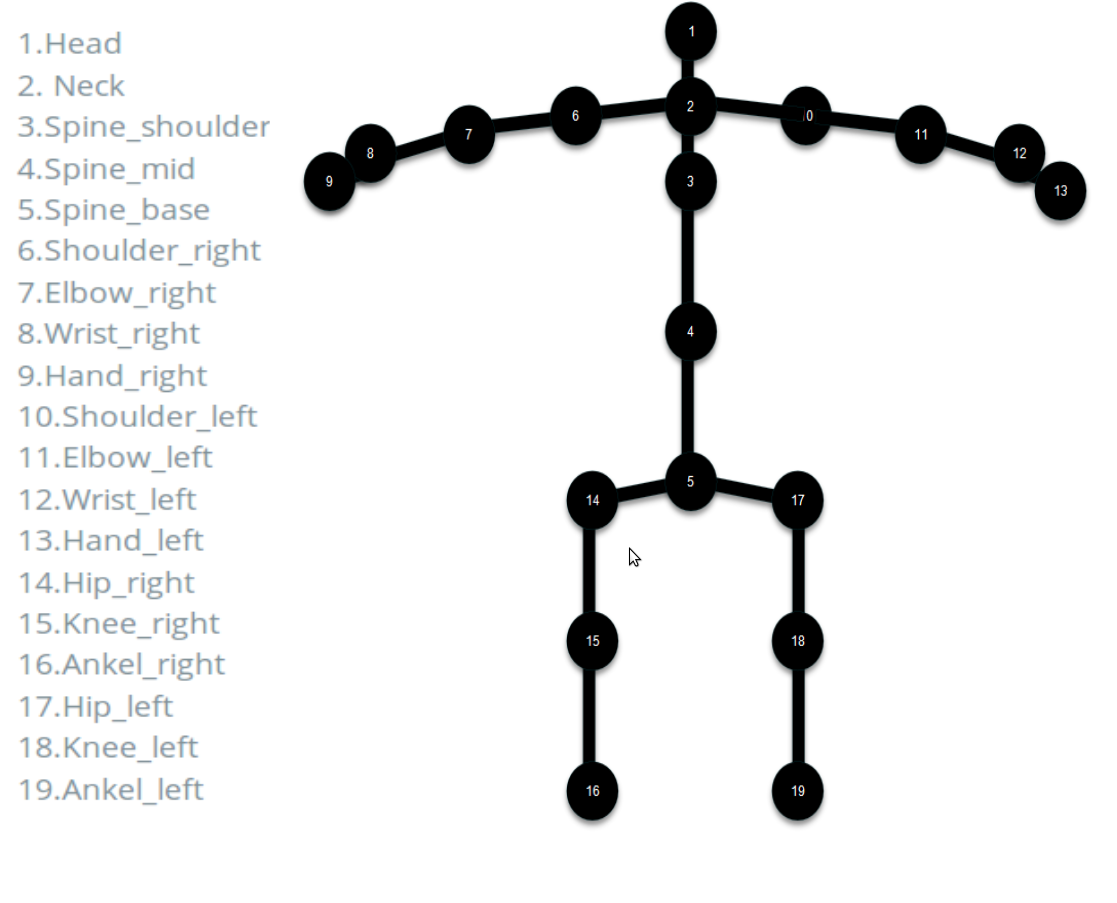 1.Head
2. Neck
3.Spine_shoulder
4.Spine_mid
5.Spine_base
6.Shoulder_right
7.Elbow_right
8.Wrist_right
9.Hand_right
10.Shoulder_left
11.Elbow_left
12.Wrist_left
13.Hand_left
14.Hip_right
15.Knee_right
16.Ankel_right
17.Hip_left
18.Knee_left
19.Ankel_left
1
2
6
0
7
11
8
12
9
3
13
4
5
14
17
15
18
16
19